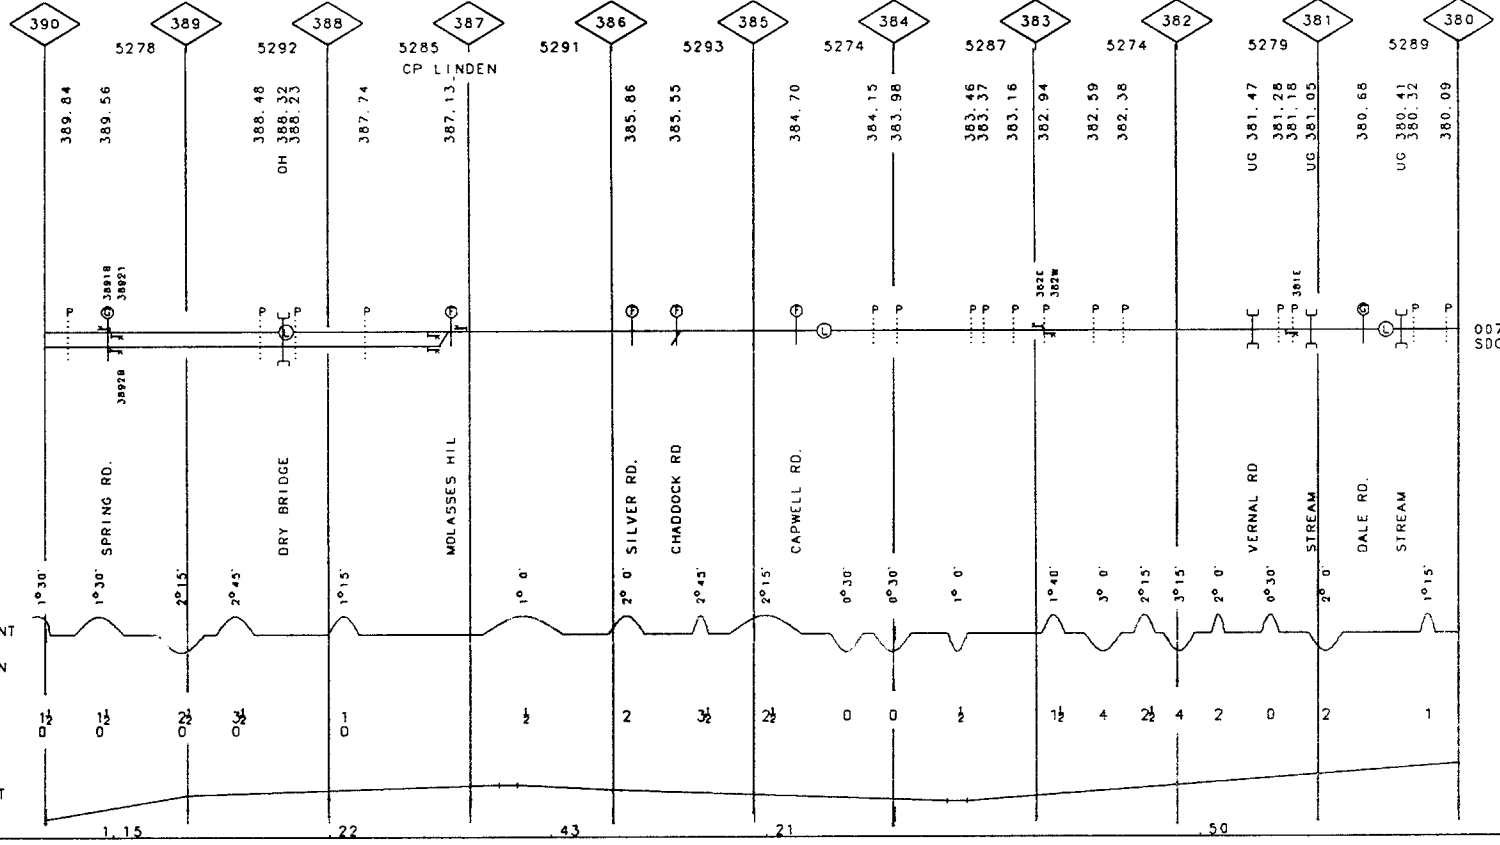 390 389 388 387 386 385 384 383 382 381 380
5278 5292 5285 5291 5293 5274 5287 5274 5279 5289
CP LINDEN
389.84
389.56
388.48
OH 388.32
388.23
387.74
387.13
385.86
385.55
384.70
384.15
383.98
383.46
383.37
383.16
382.94
382.59
382.38
UG 381.47
381.28
381.18
UG 381.05
380.68
UG 380.41
380.32
380.09
38918
38921
382E
382W
381E
P G P L P P F F F F L P P P P P P P P P P G L P P
007
SDG
38928
SPRING RD.
DRY BRIDGE
MOLASSES HIL
SILVER RD.
CHADDOCK RD
CAPWELL RD.
VERNAL RD
STREAM
DALE RD.
STREAM
1° 30'
1° 30'
2° 15'
2° 45'
1° 15'
1° 0'
2° 0'
2° 45'
2° 15'
0° 30'
0° 30'
1° 0'
1° 40'
3° 0'
2° 15'
3° 15'
2° 0'
0° 30'
2° 0'
1° 15'
NT
N
1½ 1½ 2½ 3½ 1 ½ 2 3½ 2½ 0 0 ½ 1½ 4 2½ 4 2 0 2 1
0 0 0 0 0
T
1.15 .22 .43 .21 .50